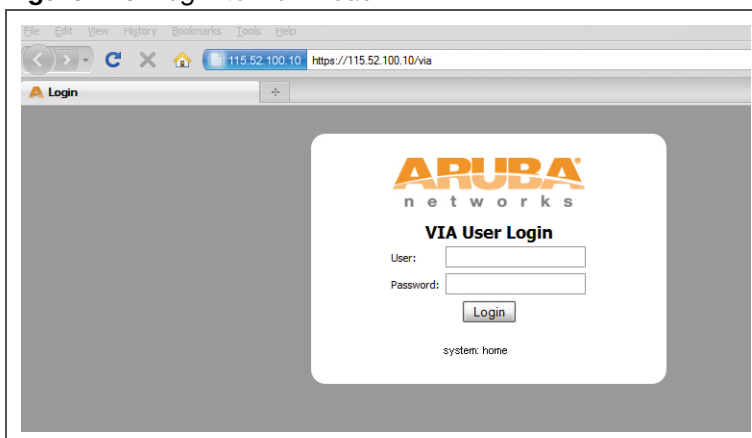 File Edit View History Bookmarks Tools Help
115.52.100.10 https://115.52.100.10/via
Login
ARUBA
networks
VIA User Login
User:
Password:
Login
system: home